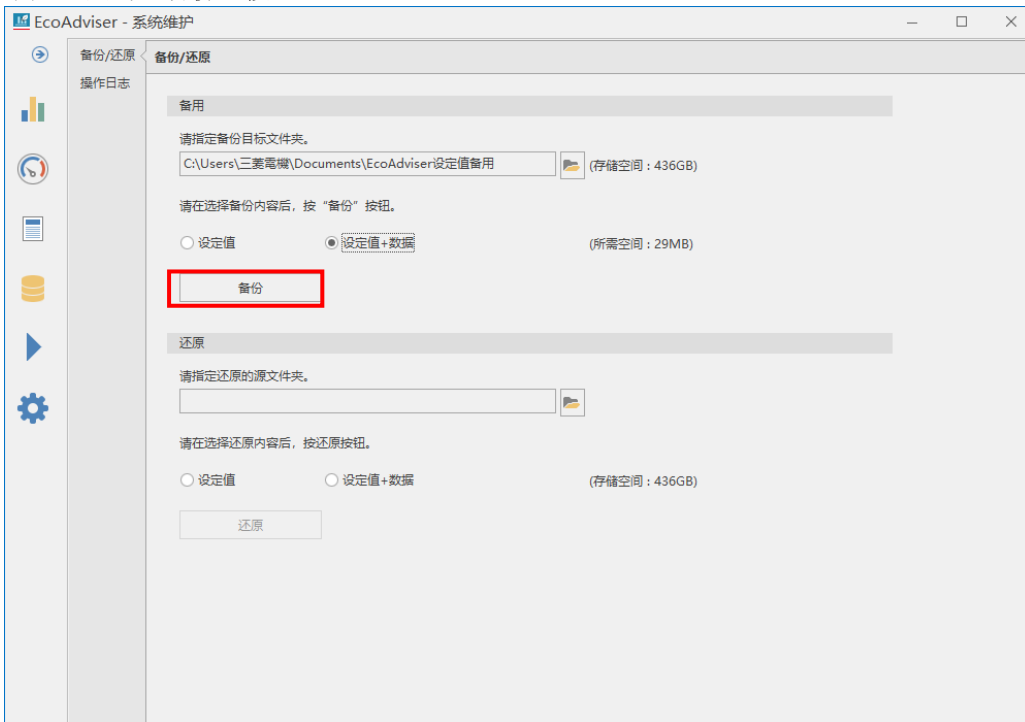 EcoAdviser - 系统维护
备份/还原
操作日志
备份/还原
备用
请指定备份目标文件夹。
C:\Users\三菱電機\Documents\EcoAdviser设定值备用
(存储空间：436GB)
请在选择备份内容后，按“备份”按钮。
设定值 设定值+数据 (所需空间：29MB)
备份
还原
请指定还原的源文件夹。
请在选择还原内容后，按还原按钮。
设定值 设定值+数据 (存储空间：436GB)
还原